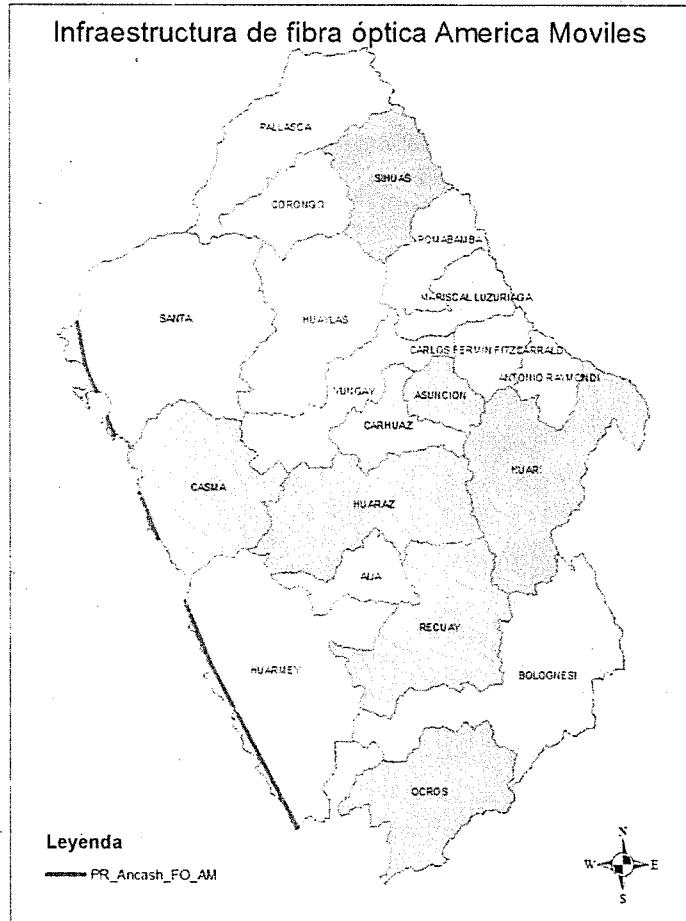 Infraestructura de fibra óptica America Moviles
PALLASCA
SIHUAS
CORONGO
POMABAMBA
MARISCAL LUZURIAGA
SANTA
HUAYLAS
CARLOS FERMIN FITZCARRALD
YUNGAY
ANTONIO RAYMONDI
ASUNCION
CARHUAZ
HUARI
CASMA
HUARAZ
AIJA
RECUAY
HUARMEY
BOLOGNESI
OCROS
Leyenda
PR_Ancash_FO_AM
N
W
E
S